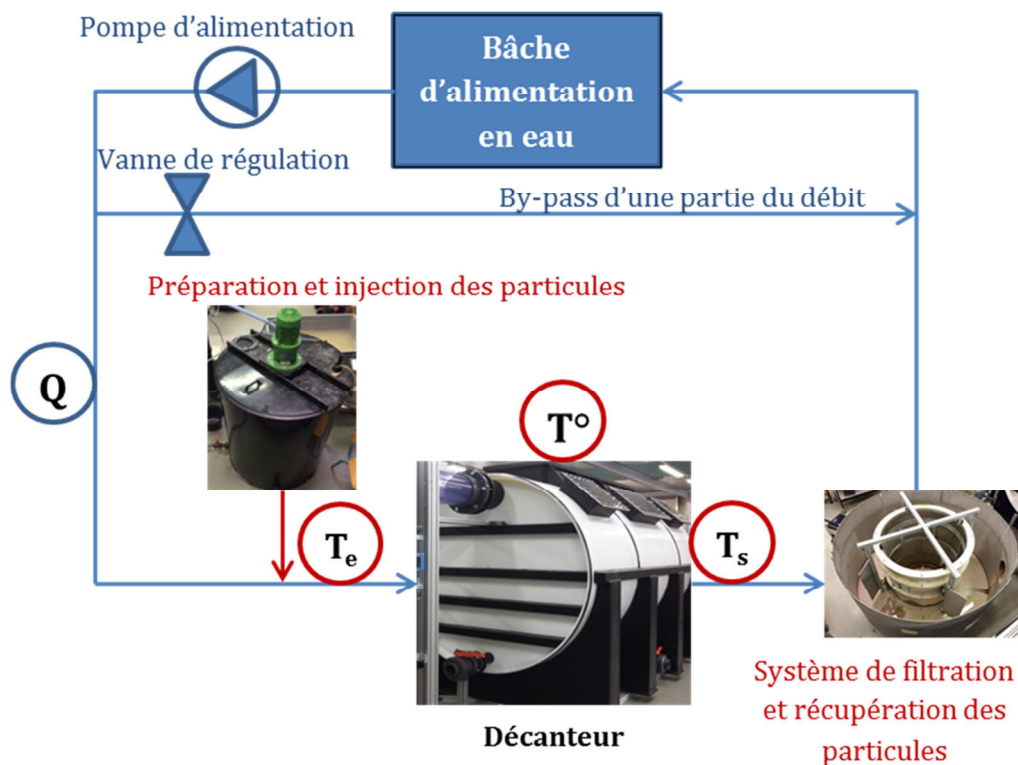 Pompe d’alimentation
Bâche
d’alimentation
en eau
Vanne de régulation
By-pass d’une partie du débit
Préparation et injection des particules
Q
T°
Te
Ts
Décanteur
Système de filtration
et récupération des
particules